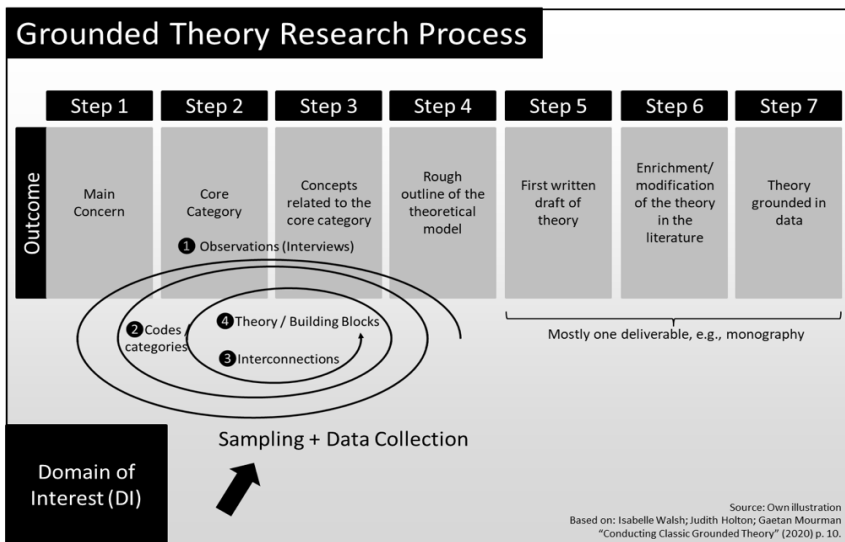 Grounded Theory Research Process
Step 1
Step 2
Step 3
Step 4
Step 5
Step 6
Step 7
Outcome
Main
Concern
Core
Category
Concepts
related to the
core category
Rough
outline of the
theoretical
model
First written
draft of
theory
Enrichment/
modification
of the theory
in the
literature
Theory
grounded in
data
1 Observations (Interviews)
2 Codes /
categories
4 Theory / Building Blocks
3 Interconnections
Mostly one deliverable, e.g., monography
Sampling + Data Collection
Domain of
Interest (DI)
Source: Own illustration
Based on: Isabelle Walsh; Judith Holton; Gaetan Mourman
“Conducting Classic Grounded Theory” (2020) p. 10.